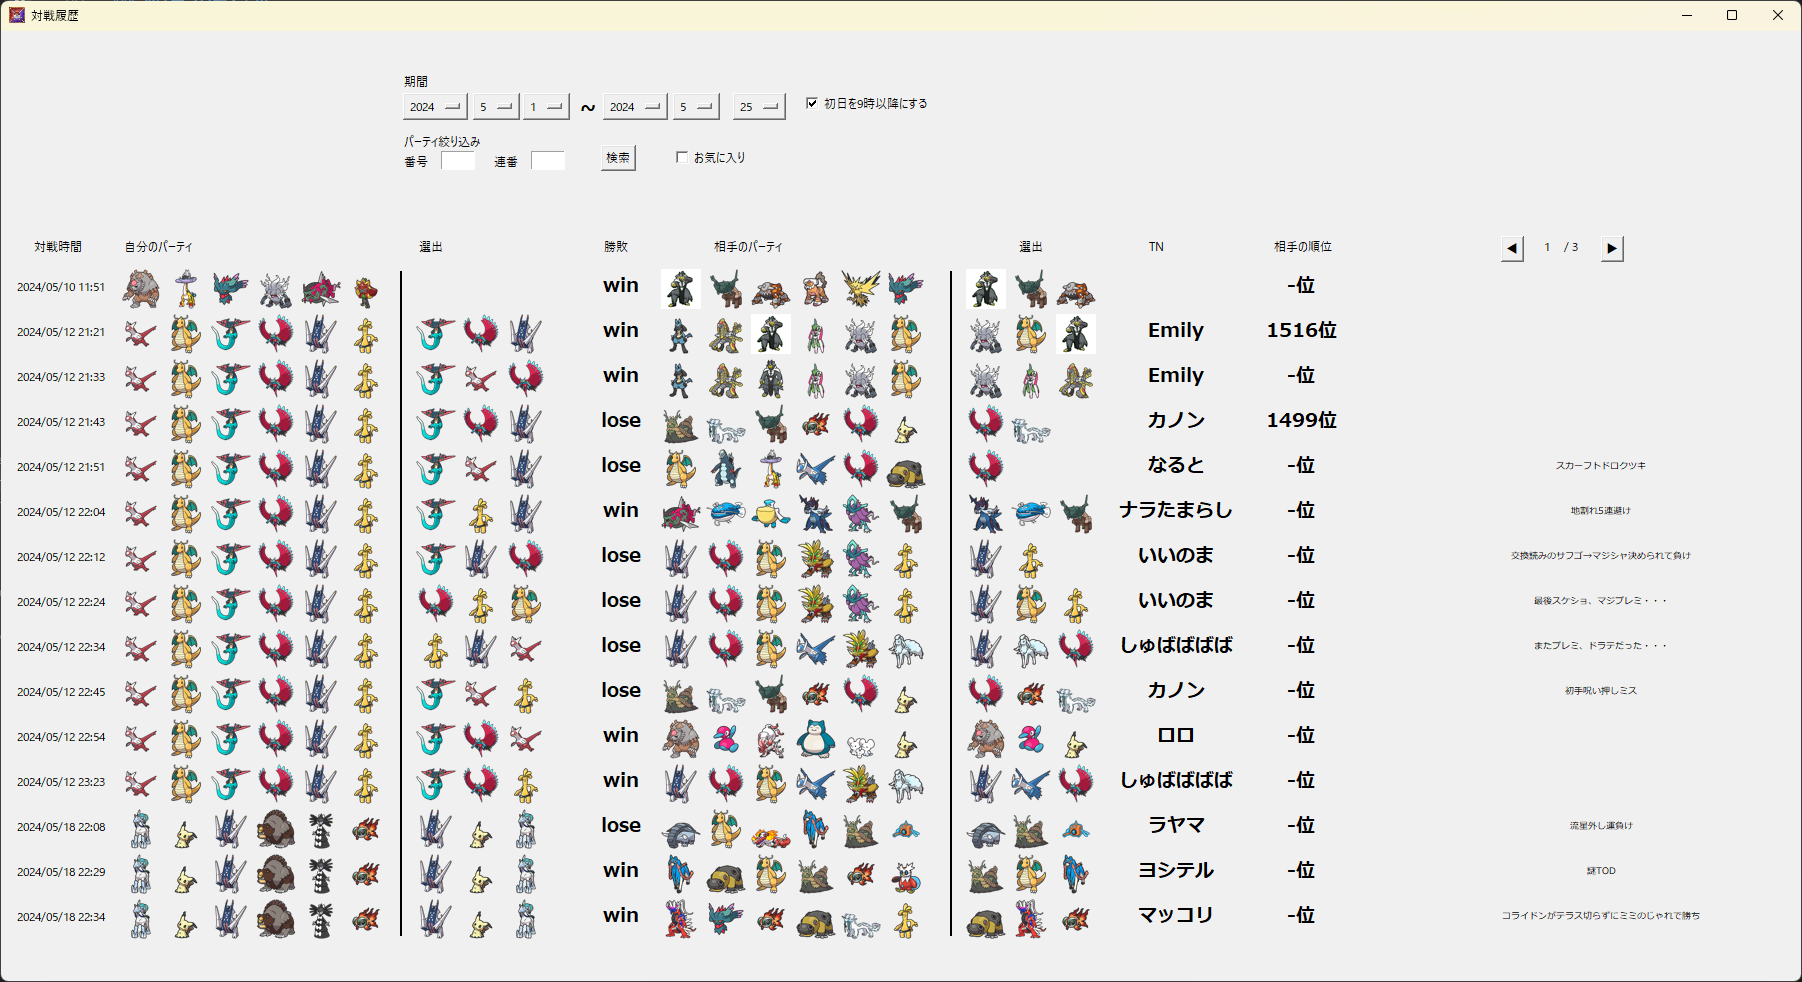 対戦履歴
期間
2024 5 1 ~ 2024 5 25 初日を9時以降にする
パーティ絞り込み
番号 連番 検索 お気に入り
対戦時間 自分のパーティ 選出 勝敗 相手のパーティ 選出 TN 相手の順位 ◀ 1 / 3 ▶
2024/05/10 11:51 win -位
2024/05/12 21:21 win Emily 1516位
2024/05/12 21:33 win Emily -位
2024/05/12 21:43 lose カノン 1499位
2024/05/12 21:51 lose なると -位 スカーフトドロクツキ
2024/05/12 22:04 win ナラたまらし -位 地割れ5連避け
2024/05/12 22:12 lose いいのま -位 交換読みのサフゴ→マジシャ決められて負け
2024/05/12 22:24 lose いいのま -位 最後スケショ、マジプレミ・・・
2024/05/12 22:34 lose しゅばばばば -位 またプレミ、ドラテだった・・・
2024/05/12 22:45 lose カノン -位 初手呪い押しミス
2024/05/12 22:54 win ロロ -位
2024/05/12 23:23 win しゅばばばば -位
2024/05/18 22:08 lose ラヤマ -位 流星外し運負け
2024/05/18 22:29 win ヨシテル -位 謎TOD
2024/05/18 22:34 win マッコリ -位 コライドンがテラス切らずにミミのじゃれで勝ち